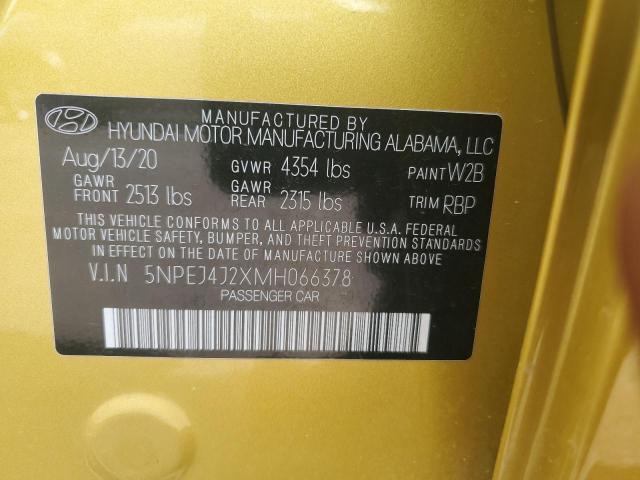 MANUFACTURED BY
HYUNDAI MOTOR MANUFACTURING ALABAMA, LLC
Aug/13/20 GVWR 4354 lbs PAINT W2B
GAWR FRONT 2513 lbs GAWR REAR 2315 lbs TRIM RBP
THIS VEHICLE CONFORMS TO ALL APPLICABLE U.S.A. FEDERAL
MOTOR VEHICLE SAFETY, BUMPER, AND THEFT PREVENTION STANDARDS
IN EFFECT ON THE DATE OF MANUFACTURE SHOWN ABOVE.
V.I.N 5NPEJ4J2XMH066378
PASSENGER CAR